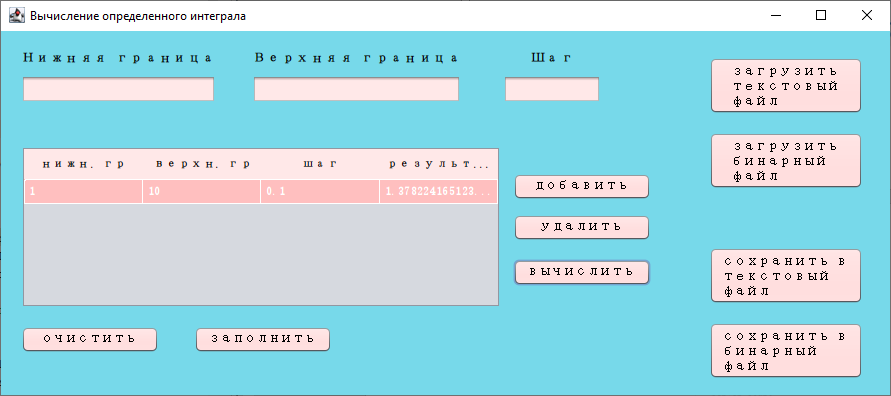 Вычисление определенного интеграла
Нижняя граница
Верхняя граница
Шаг
нижн. гр
верхн. гр
шаг
результ...
1
10
0.1
1.378224165123...
добавить
удалить
вычислить
очистить
заполнить
загрузить
текстовый
файл
загрузить
бинарный
файл
сохранить в
текстовый
файл
сохранить в
бинарный
файл